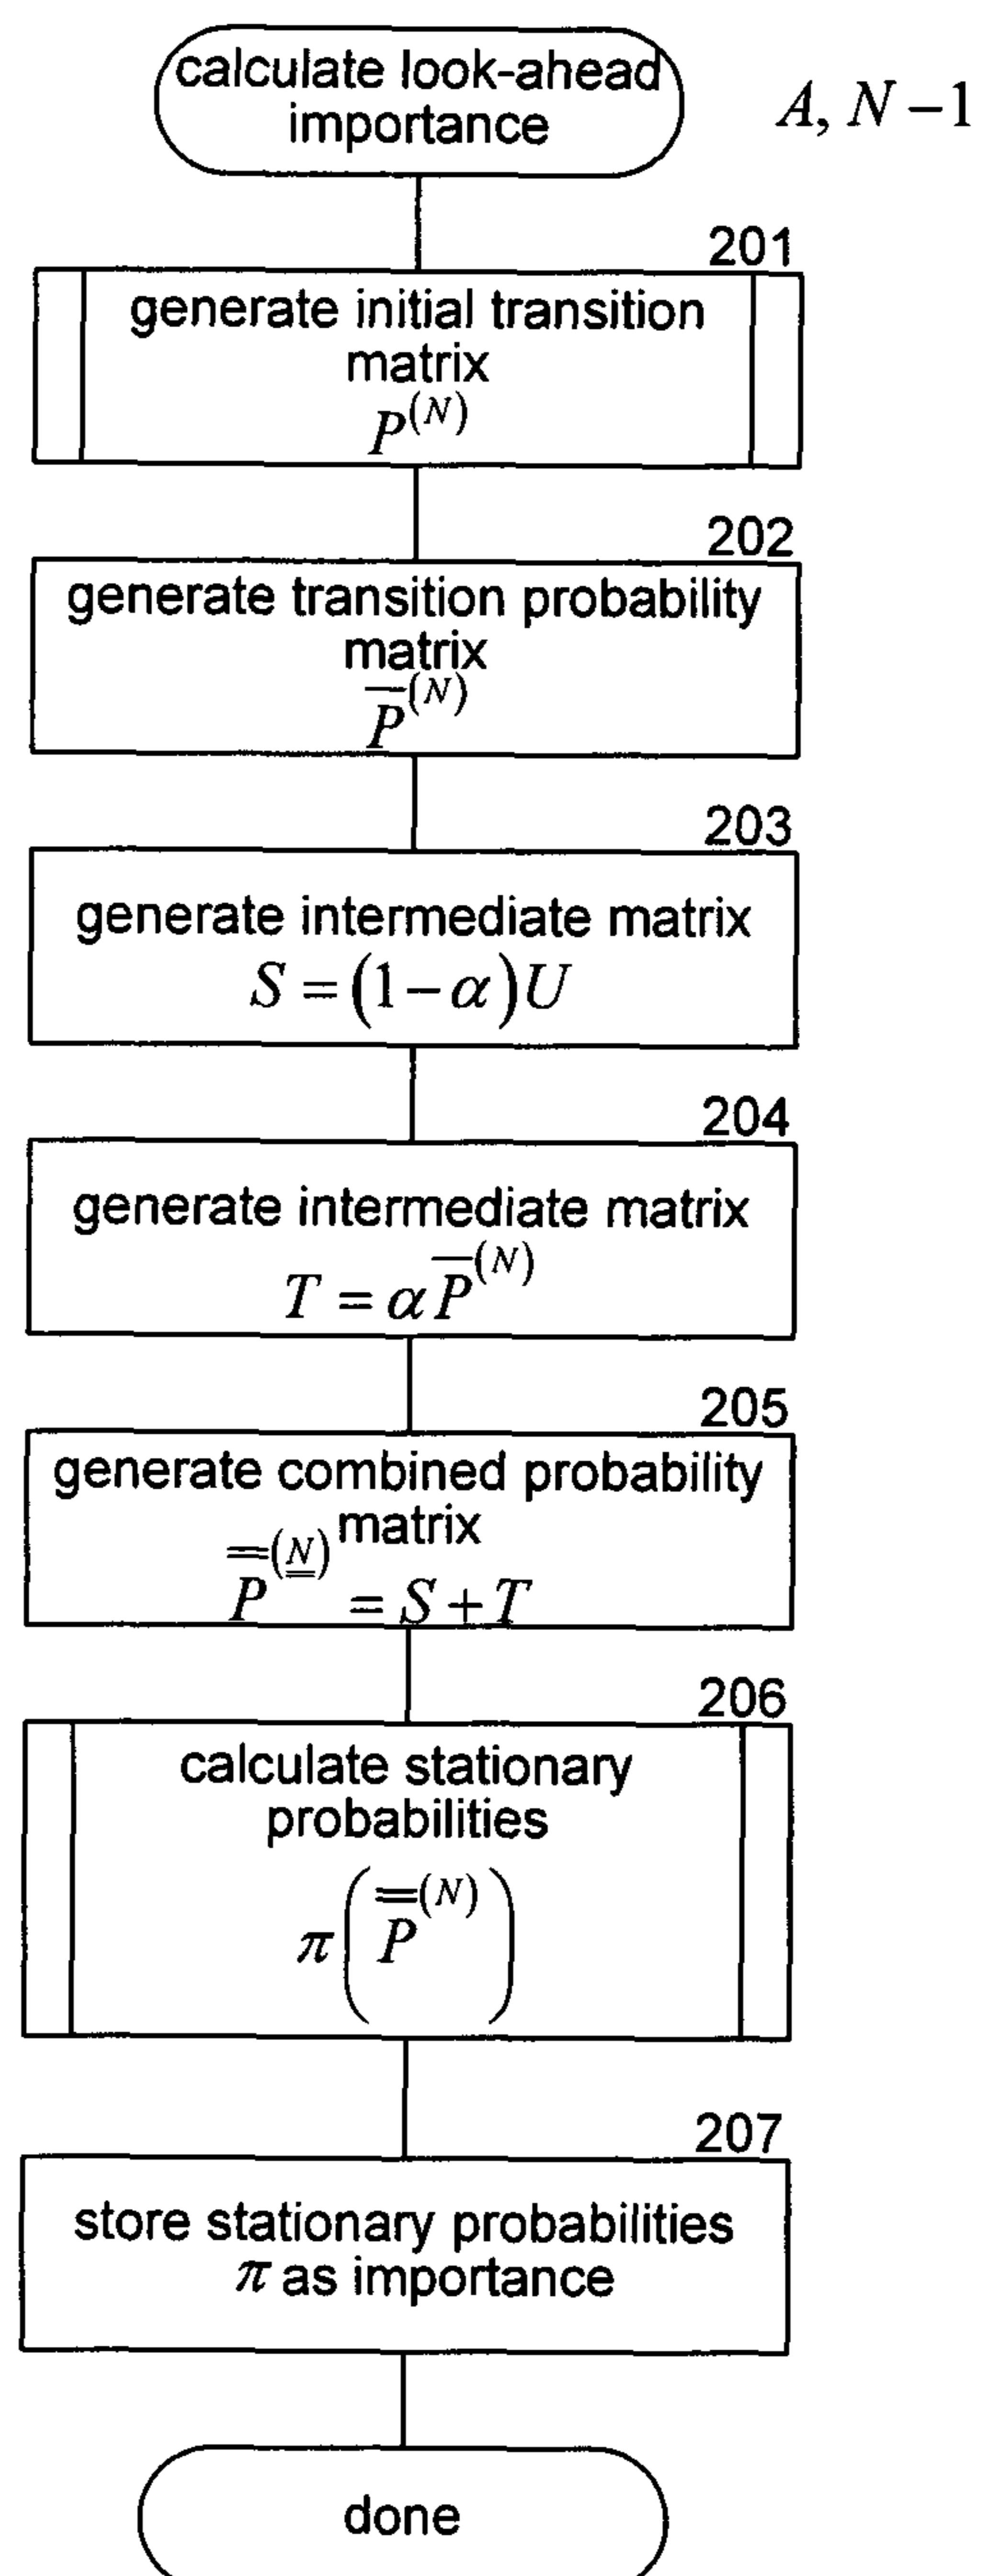 calculate look-ahead
importance
A, N −1
201
generate initial transition
matrix
P^(N)
202
generate transition probability
matrix
P̅^(N)
203
generate intermediate matrix
S = (1−α)U
204
generate intermediate matrix
T = αP̅^(N)
205
generate combined probability
matrix
P̿^(N) = S + T
206
calculate stationary
probabilities
π(P̿^(N))
207
store stationary probabilities
π as importance
done